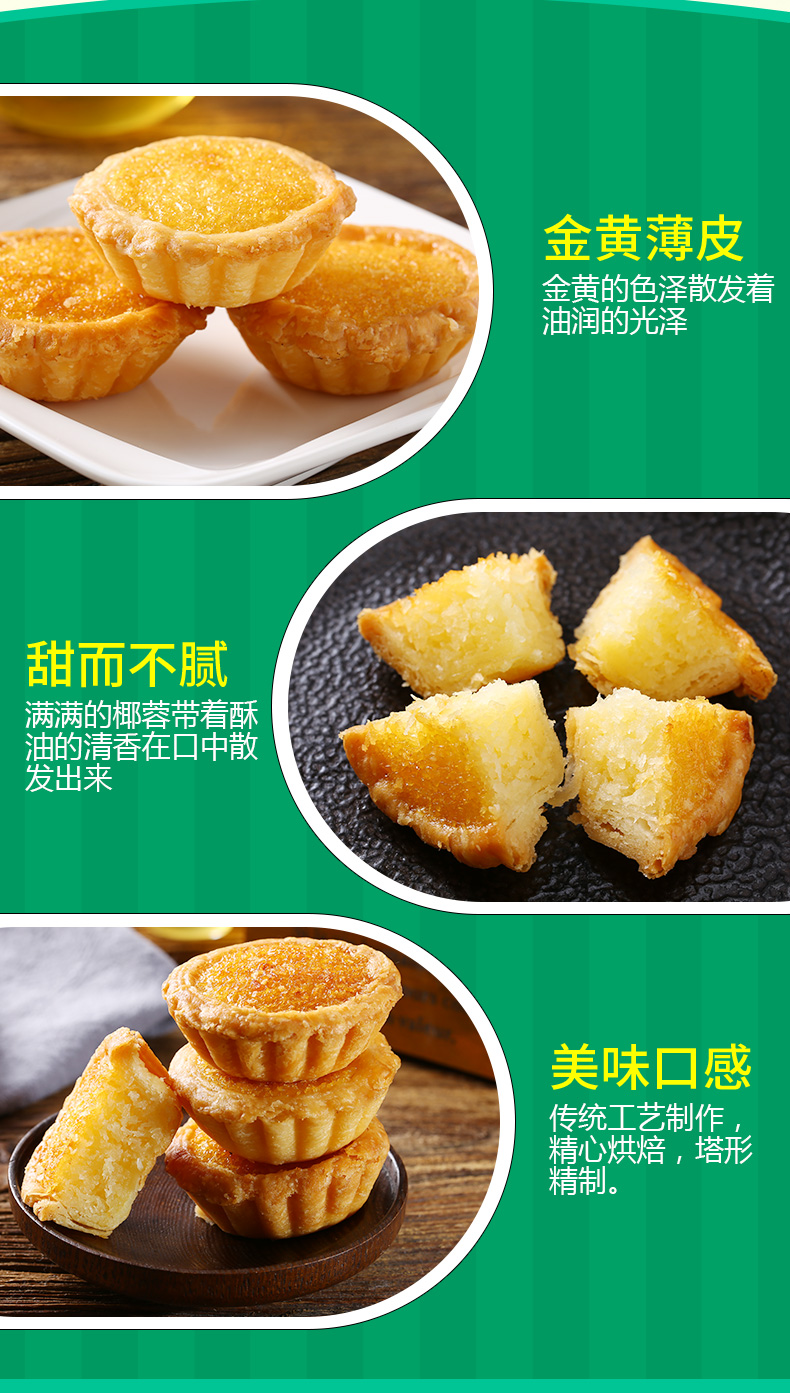 金黄薄皮
金黄的色泽散发着
油润的光泽
甜而不腻
满满的椰蓉带着酥
油的清香在口中散
发出来
美味口感
传统工艺制作，
精心烘焙，塔形
精制。